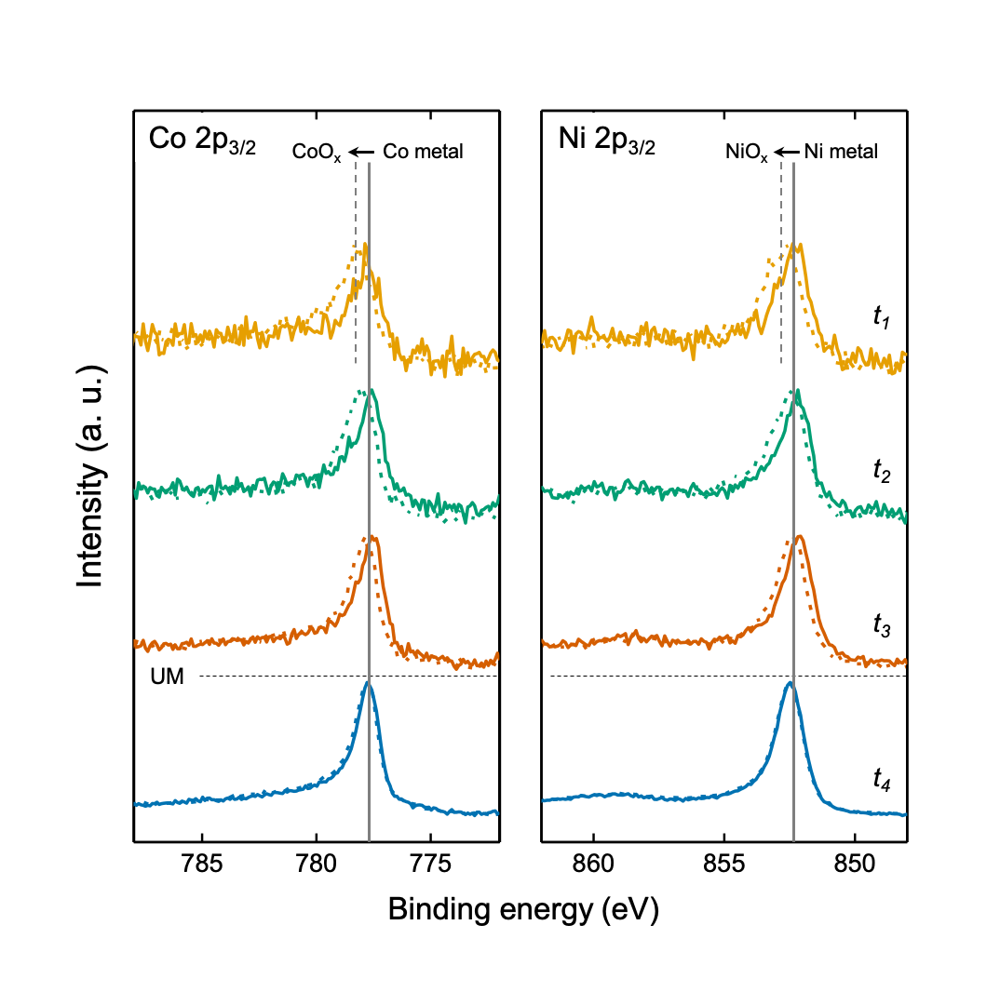 Co 2p3/2
CoOx ← Co metal
Ni 2p3/2
NiOx ← Ni metal
t1
t2
t3
UM
t4
785 780 775
860 855 850
Intensity (a. u.)
Binding energy (eV)